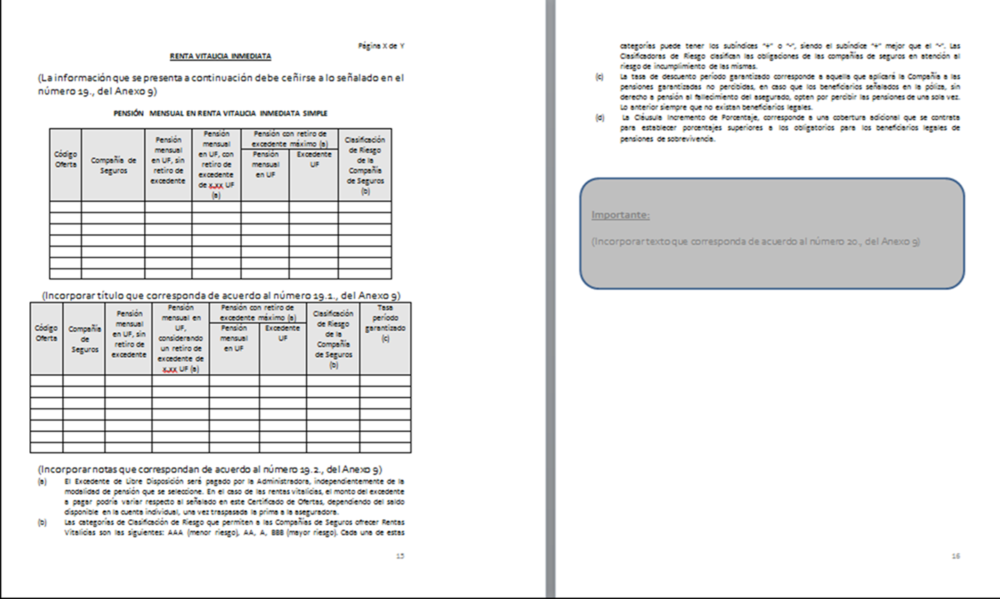 Página X de Y
RENTA VITALICIA INMEDIATA
(La información que se presenta a continuación debe ceñirse a lo señalado en el
número 19., del Anexo 9)
PENSIÓN MENSUAL EN RENTA VITALICIA INMEDIATA SIMPLE
Código
Oferta
Compañía de
Seguros
Pensión
mensual
en UF, sin
retiro de
excedente
Pensión
mensual
en UF, con
retiro de
excedente
de x,xx UF
(a)
Pensión con retiro de
excedente máximo (a)
Pensión
mensual
en UF
Excedente
UF
Clasificación
de Riesgo
de la
Compañía
de Seguros
(b)
(Incorporar título que corresponda de acuerdo al número 19.1., del Anexo 9)
Código
Oferta
Compañía
de
Seguros
Pensión
mensual
en UF, sin
retiro de
excedente
Pensión
mensual en
UF,
considerando
un retiro de
excedente de
x,xx UF (a)
Pensión con retiro de
excedente máximo (a)
Pensión
mensual
en UF
Excedente
UF
Clasificación
de Riesgo
de la
Compañía
de Seguros
(b)
Tasa
período
garantizado
(c)
(Incorporar notas que correspondan de acuerdo al número 19.2., del Anexo 9)
(a) El Excedente de Libre Disposición será pagado por la Administradora, independientemente de la
modalidad de pensión que se seleccione. En el caso de las rentas vitalicias, el monto del excedente
a pagar podría variar respecto al señalado en este Certificado de Ofertas, dependiendo del saldo
disponible en la cuenta individual, una vez traspasada la prima a la aseguradora.
(b) Las categorías de Clasificación de Riesgo que permiten a las Compañías de Seguros ofrecer Rentas
Vitalicias son las siguientes: AAA (menor riesgo), AA, A, BBB (mayor riesgo). Cada una de estas
15
categorías puede tener los subíndices "+" o "-", siendo el subíndice "+" mejor que el "-". Las
Clasificadoras de Riesgo clasifican las obligaciones de las compañías de seguros en atención al
riesgo de incumplimiento de las mismas.
(c) La tasa de descuento período garantizado corresponde a aquella que aplicará la Compañía a las
pensiones garantizadas no percibidas, en caso que los beneficiarios señalados en la póliza, sin
derecho a pensión al fallecimiento del asegurado, opten por percibir las pensiones de una sola vez.
Lo anterior siempre que no existan beneficiarios legales.
(d) La Cláusula Incremento de Porcentaje, corresponde a una cobertura adicional que se contrata
para establecer porcentajes superiores a los obligatorios para los beneficiarios legales de
pensiones de sobrevivencia.
Importante:
(Incorporar texto que corresponda de acuerdo al número 20., del Anexo 9)
16